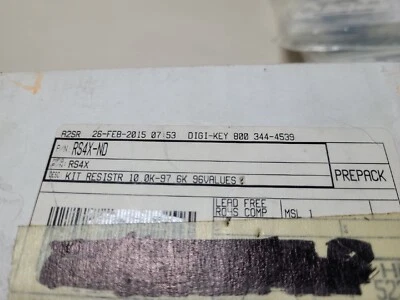 A2SR 26-FEB-2015 07:53 DIGI-KEY 800 344-4539
P/N: RS4X-ND
RS4X
DESC: KIT RESISTR 10.0K-97.6K 96VALUES
PREPACK
LEAD FREE
ROHS COMP
MSL 1